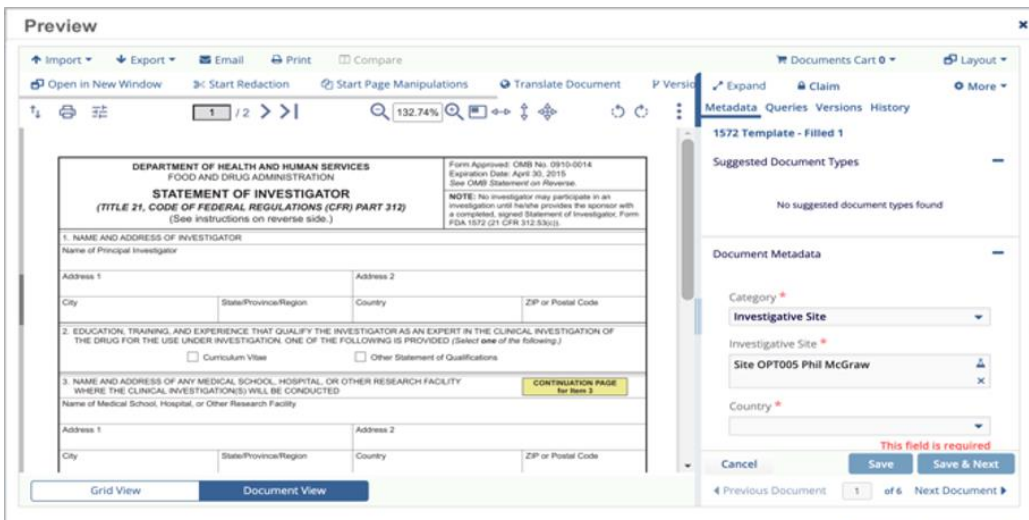 Preview
Import Export Email Print Compare Documents Cart 0 Layout
Open in New Window Start Redaction Start Page Manipulations Translate Document Versio
1 / 2 132.74%
DEPARTMENT OF HEALTH AND HUMAN SERVICES
FOOD AND DRUG ADMINISTRATION
STATEMENT OF INVESTIGATOR
(TITLE 21, CODE OF FEDERAL REGULATIONS (CFR) PART 312)
(See instructions on reverse side.)
Form Approved: OMB No. 0910-0014
Expiration Date: April 30, 2015
See OMB Statement on Reverse.
NOTE: No investigator may participate in an
investigation until he/she provides the sponsor with
a completed, signed Statement of Investigator, Form
FDA 1572 (21 CFR 312.53(c)).
1. NAME AND ADDRESS OF INVESTIGATOR
Name of Principal Investigator
Address 1 Address 2
City State/Province/Region Country ZIP or Postal Code
2. EDUCATION, TRAINING, AND EXPERIENCE THAT QUALIFY THE INVESTIGATOR AS AN EXPERT IN THE CLINICAL INVESTIGATION OF
THE DRUG FOR THE USE UNDER INVESTIGATION. ONE OF THE FOLLOWING IS PROVIDED (Select one of the following.)
Curriculum Vitae Other Statement of Qualifications
3. NAME AND ADDRESS OF ANY MEDICAL SCHOOL, HOSPITAL, OR OTHER RESEARCH FACILITY
WHERE THE CLINICAL INVESTIGATION(S) WILL BE CONDUCTED
CONTINUATION PAGE
for Item 3
Name of Medical School, Hospital, or Other Research Facility
Address 1 Address 2
City State/Province/Region Country ZIP or Postal Code
Grid View Document View
Expand Claim More
Metadata Queries Versions History
1572 Template - Filled 1
Suggested Document Types
No suggested document types found
Document Metadata
Category *
Investigative Site
Investigative Site *
Site OPT005 Phil McGraw
Country *
This field is required
Cancel Save Save & Next
Previous Document 1 of 6 Next Document